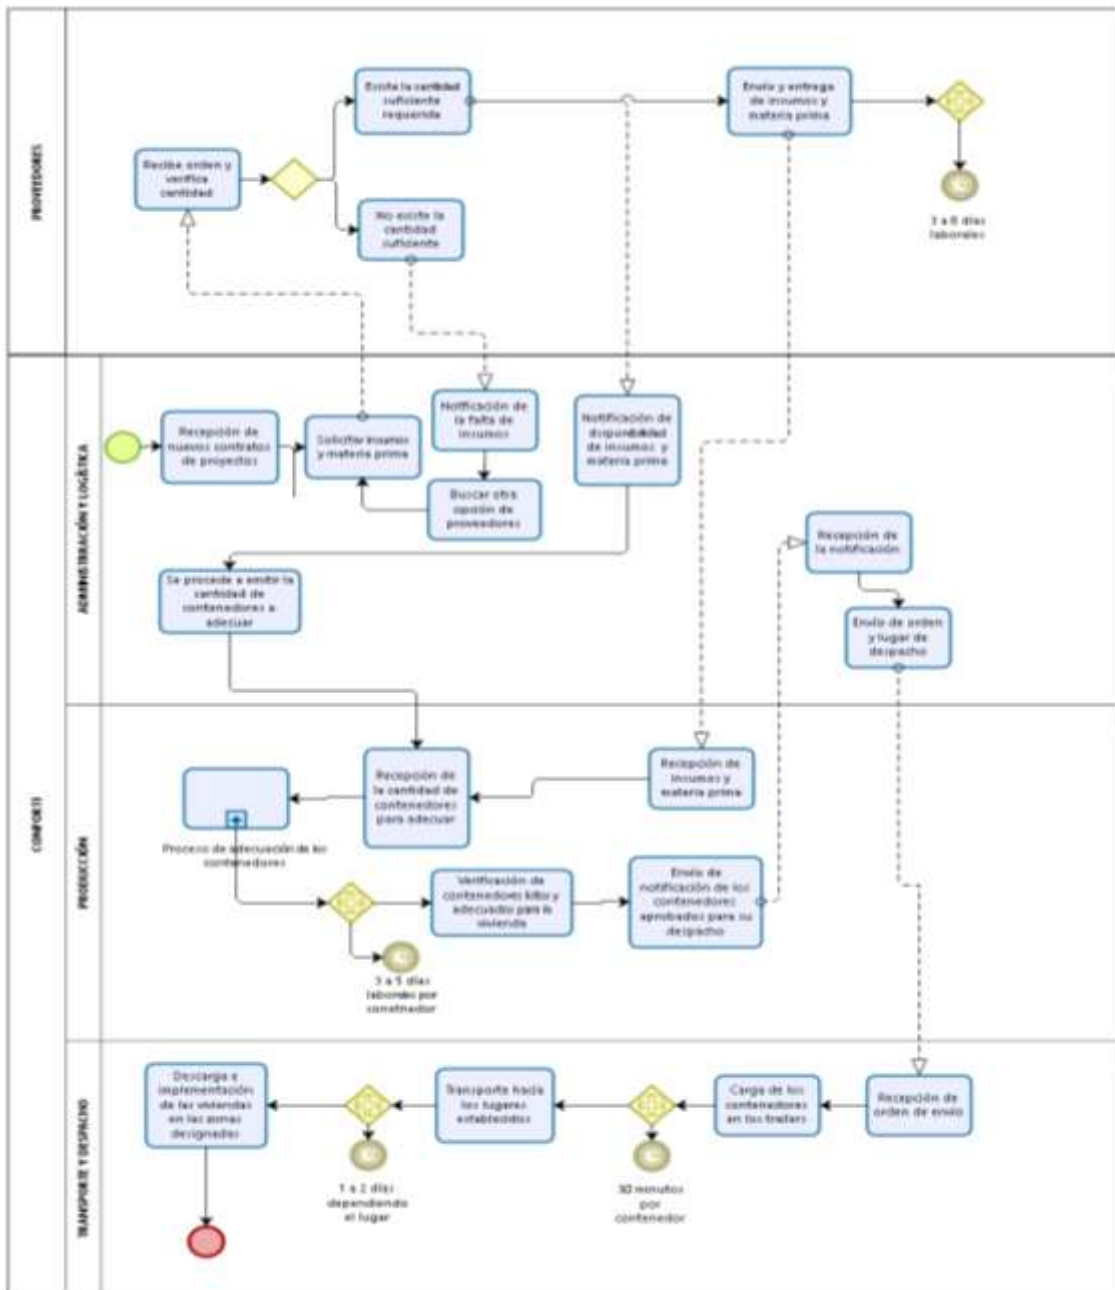 PROVEEDORES
Existe la cantidad
suficiente
requerida
Envío y entrega
de insumos y
materia prima
Recibe orden y
verifica
cantidad
No existe la
cantidad
suficiente
3 a 8 días
laborales
CONFORTE
ADMINISTRACIÓN Y LOGÍSTICA
Recepción de
nuevos contratos
de proyectos
Solicitar insumos
y materia prima
Notificación de
la falta de
insumos
Notificación de
disponibilidad
de insumos y
materia prima
Buscar otra
opción de
proveedores
Recepción de
la notificación
Se procede a emitir la
cantidad de
contenedores a
adecuar
Envío de orden
y lugar de
despacho
PRODUCCIÓN
Recepción de
la cantidad de
contenedores
para adecuar
Recepción de
insumos y
materia prima
Proceso de adecuación de los
contenedores
Verificación de
contenedores listos y
adecuados para la
vivienda
Envío de
notificación de los
contenedores
aprobados para su
despacho
3 a 5 días
laborales por
TRANSPORTE Y DESPACHO
Descarga e
implementación
de las viviendas
en las zonas
designadas
Transporte hacia
los lugares
establecidos
Carga de los
contenedores
en los trailers
Recepción de
orden de envío
1 a 2 días
dependiendo
el lugar
30 minutos
por
contenedor